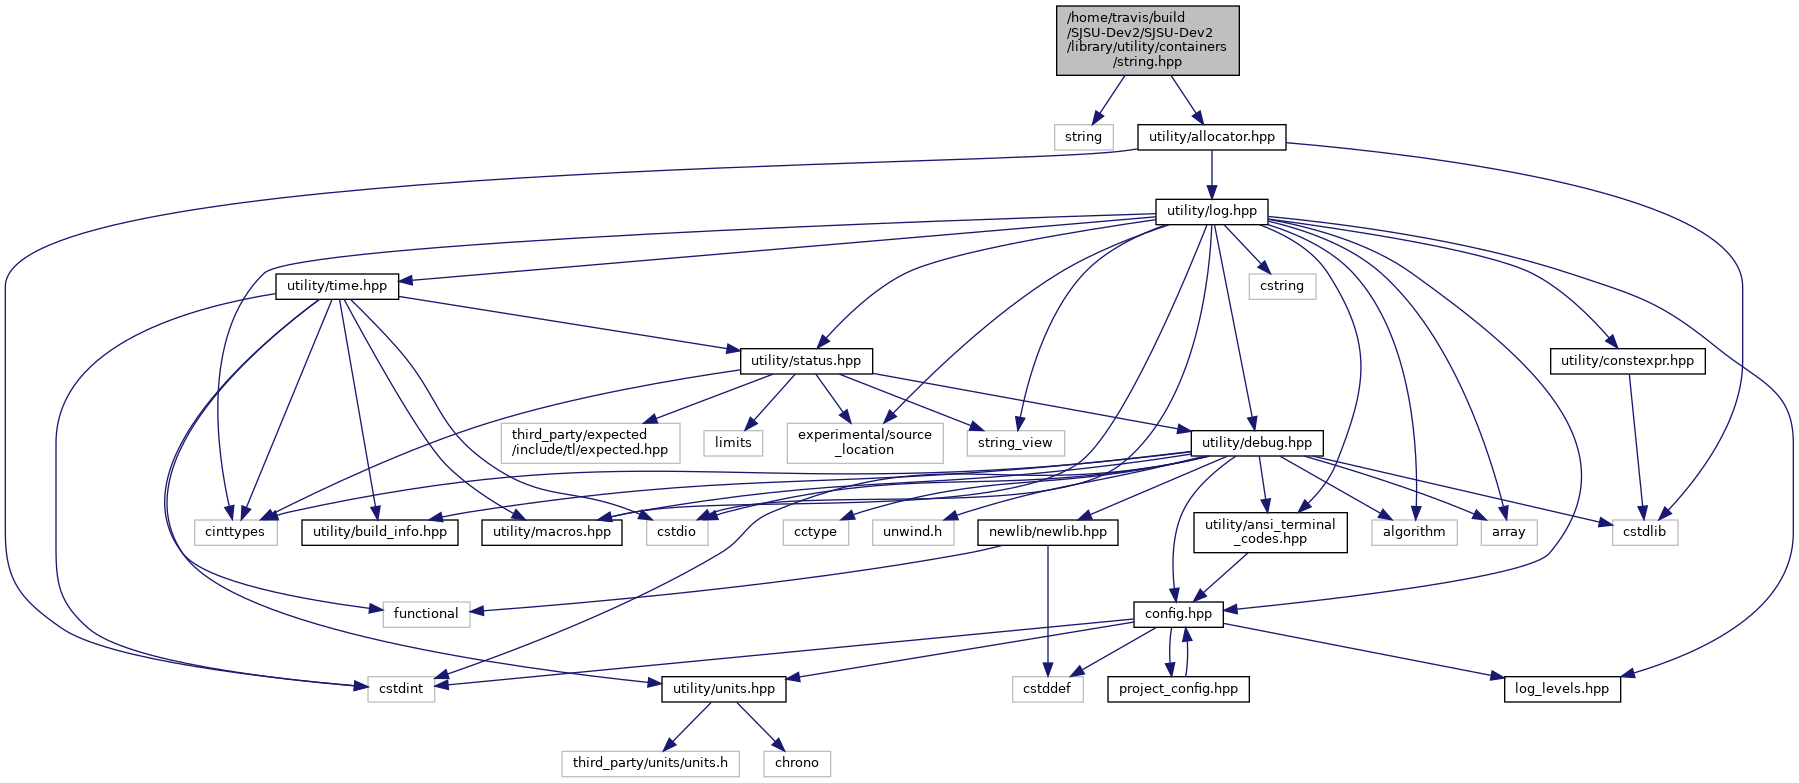 /home/travis/build
/SJSU-Dev2/SJSU-Dev2
/library/utility/containers
/string.hpp
string
utility/allocator.hpp
utility/log.hpp
utility/time.hpp
cstring
utility/status.hpp
utility/constexpr.hpp
third_party/expected
/include/tl/expected.hpp
limits
experimental/source
_location
string_view
utility/debug.hpp
cinttypes
utility/build_info.hpp
utility/macros.hpp
cstdio
cctype
unwind.h
newlib/newlib.hpp
utility/ansi_terminal
_codes.hpp
algorithm
array
cstdlib
functional
config.hpp
cstdint
utility/units.hpp
cstddef
project_config.hpp
log_levels.hpp
third_party/units/units.h
chrono